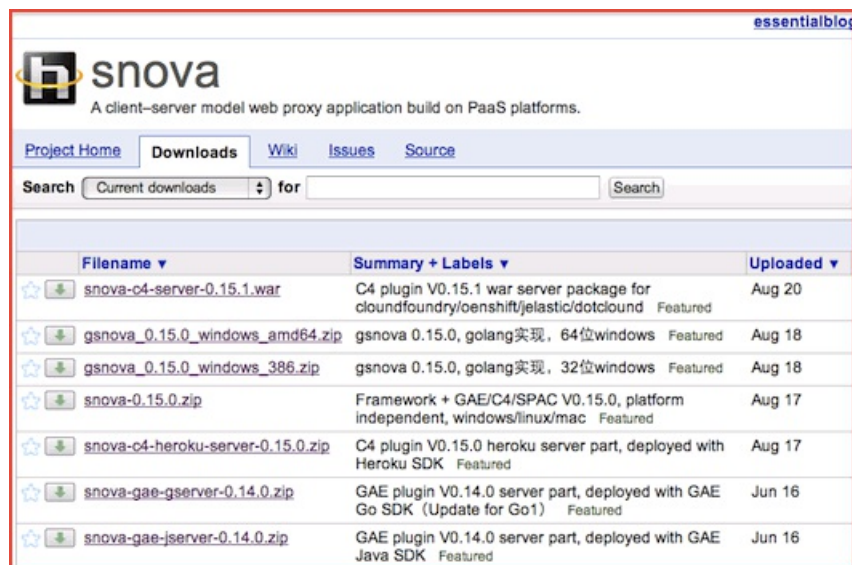 essentialblog
snova
A client–server model web proxy application build on PaaS platforms.
Project Home Downloads Wiki Issues Source
Search Current downloads for Search
Filename ▼ Summary + Labels ▼ Uploaded ▼
snova-c4-server-0.15.1.war C4 plugin V0.15.1 war server package for Aug 20
cloundfoundry/oenshift/jelastic/dotclound Featured
gsnova_0.15.0_windows_amd64.zip gsnova 0.15.0, golang实现，64位windows Featured Aug 18
gsnova_0.15.0_windows_386.zip gsnova 0.15.0, golang实现，32位windows Featured Aug 18
snova-0.15.0.zip Framework + GAE/C4/SPAC V0.15.0, platform Aug 17
independent, windows/linux/mac Featured
snova-c4-heroku-server-0.15.0.zip C4 plugin V0.15.0 heroku server part, deployed with Aug 17
Heroku SDK Featured
snova-gae-gserver-0.14.0.zip GAE plugin V0.14.0 server part, deployed with GAE Jun 16
Go SDK（Update for Go1） Featured
snova-gae-jserver-0.14.0.zip GAE plugin V0.14.0 server part, deployed with GAE Jun 16
Java SDK Featured